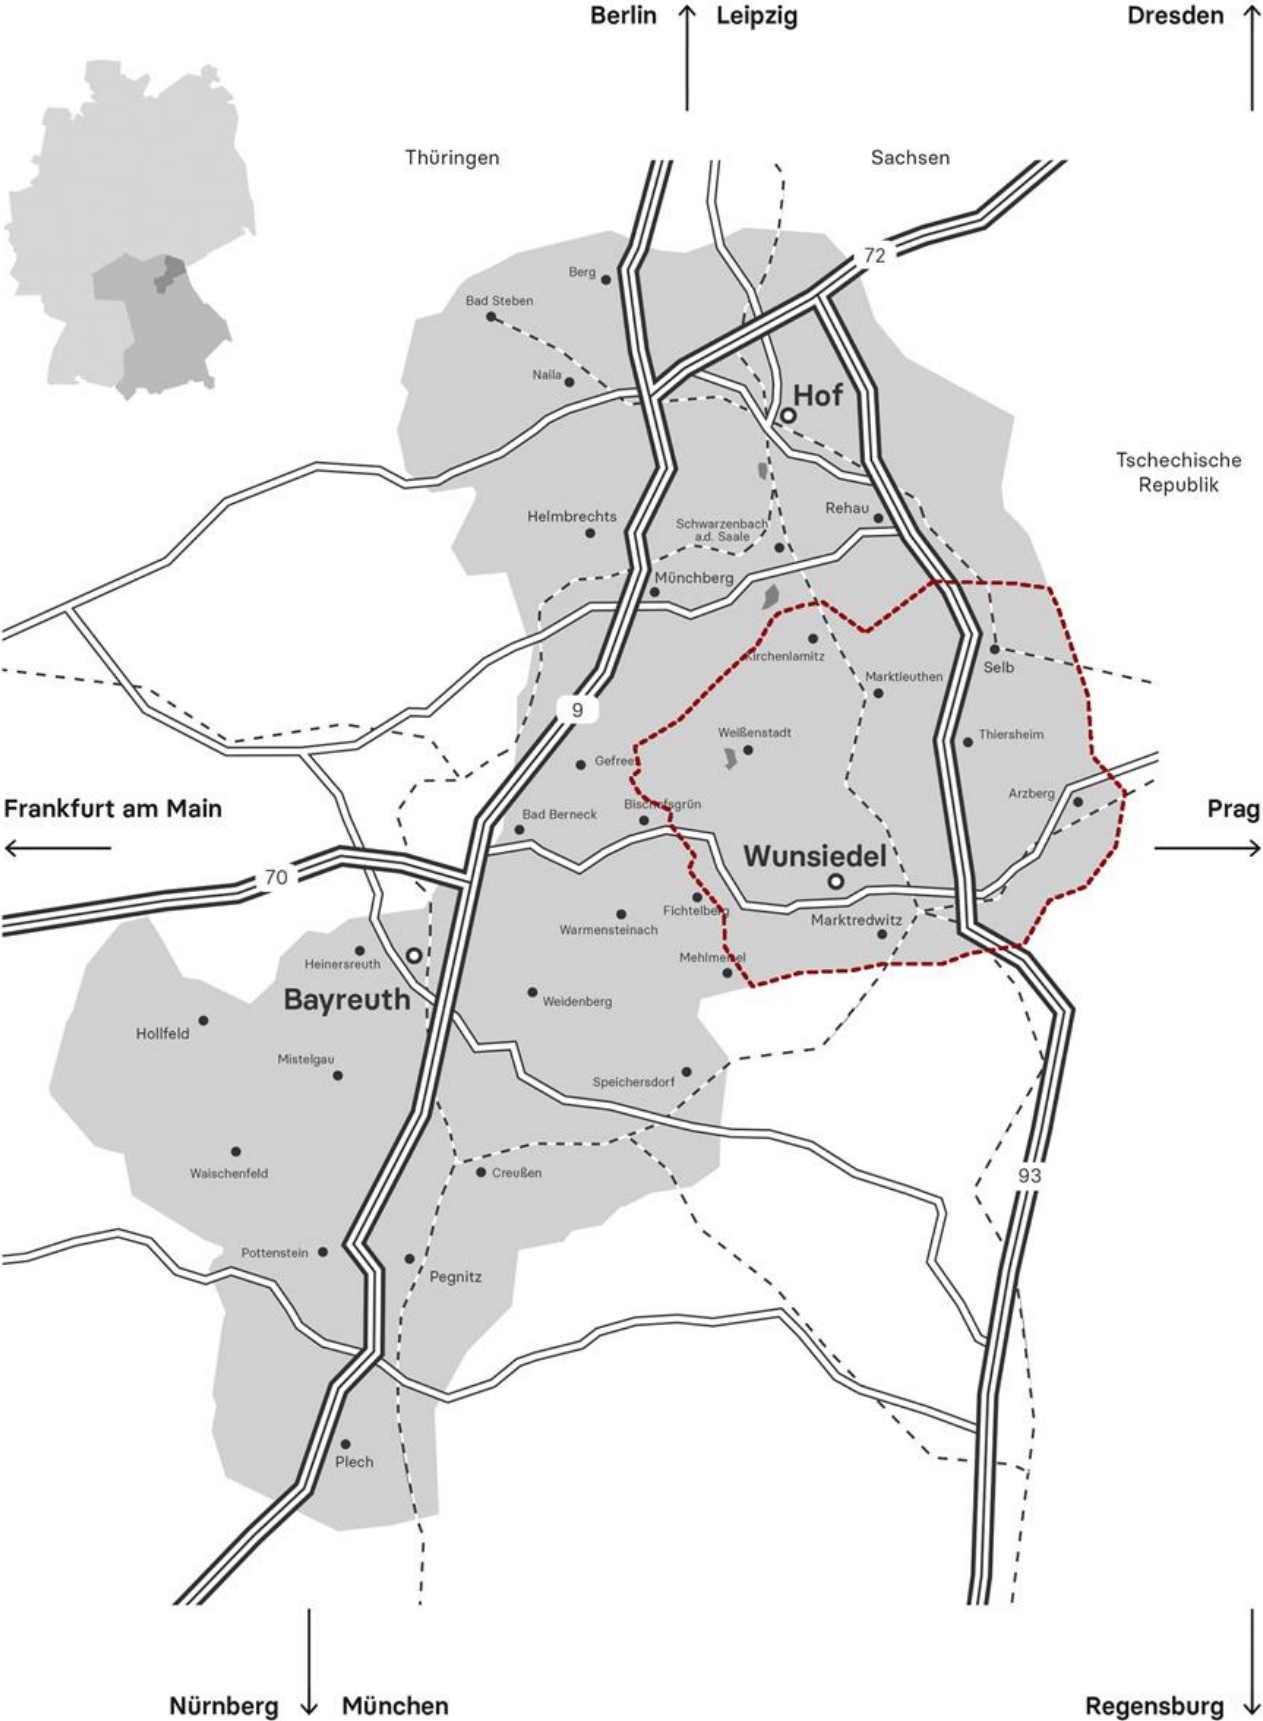 Berlin
Leipzig
Dresden
Thüringen
Sachsen
72
Berg
Bad Steben
Naila
Hof
Tschechische
Republik
Helmbrechts
Rehau
Schwarzenbach
a.d. Saale
Münchberg
Kirchenlamitz
Selb
Marktleuthen
9
Weißenstadt
Thiersheim
Gefrees
Arzberg
Frankfurt am Main
Bischofsgrün
Bad Berneck
Prag
Wunsiedel
70
Fichtelberg
Marktredwitz
Warmensteinach
Heinersreuth
Mehlmeisel
Bayreuth
Weidenberg
Hollfeld
Mistelgau
Speichersdorf
Waischenfeld
Creußen
93
Pottenstein
Pegnitz
Plech
Nürnberg
München
Regensburg